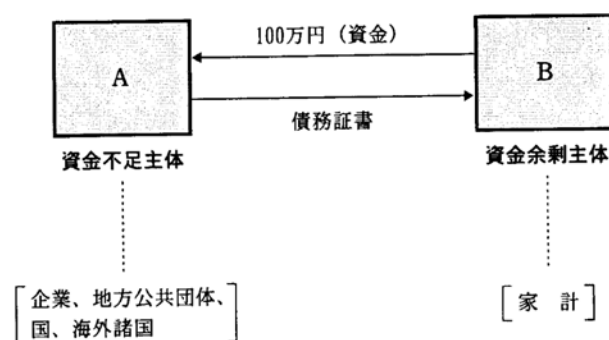 100万円（資金）
A
B
債務証書
資金不足主体
資金余剰主体
企業、地方公共団体、
国、海外諸国
家　計